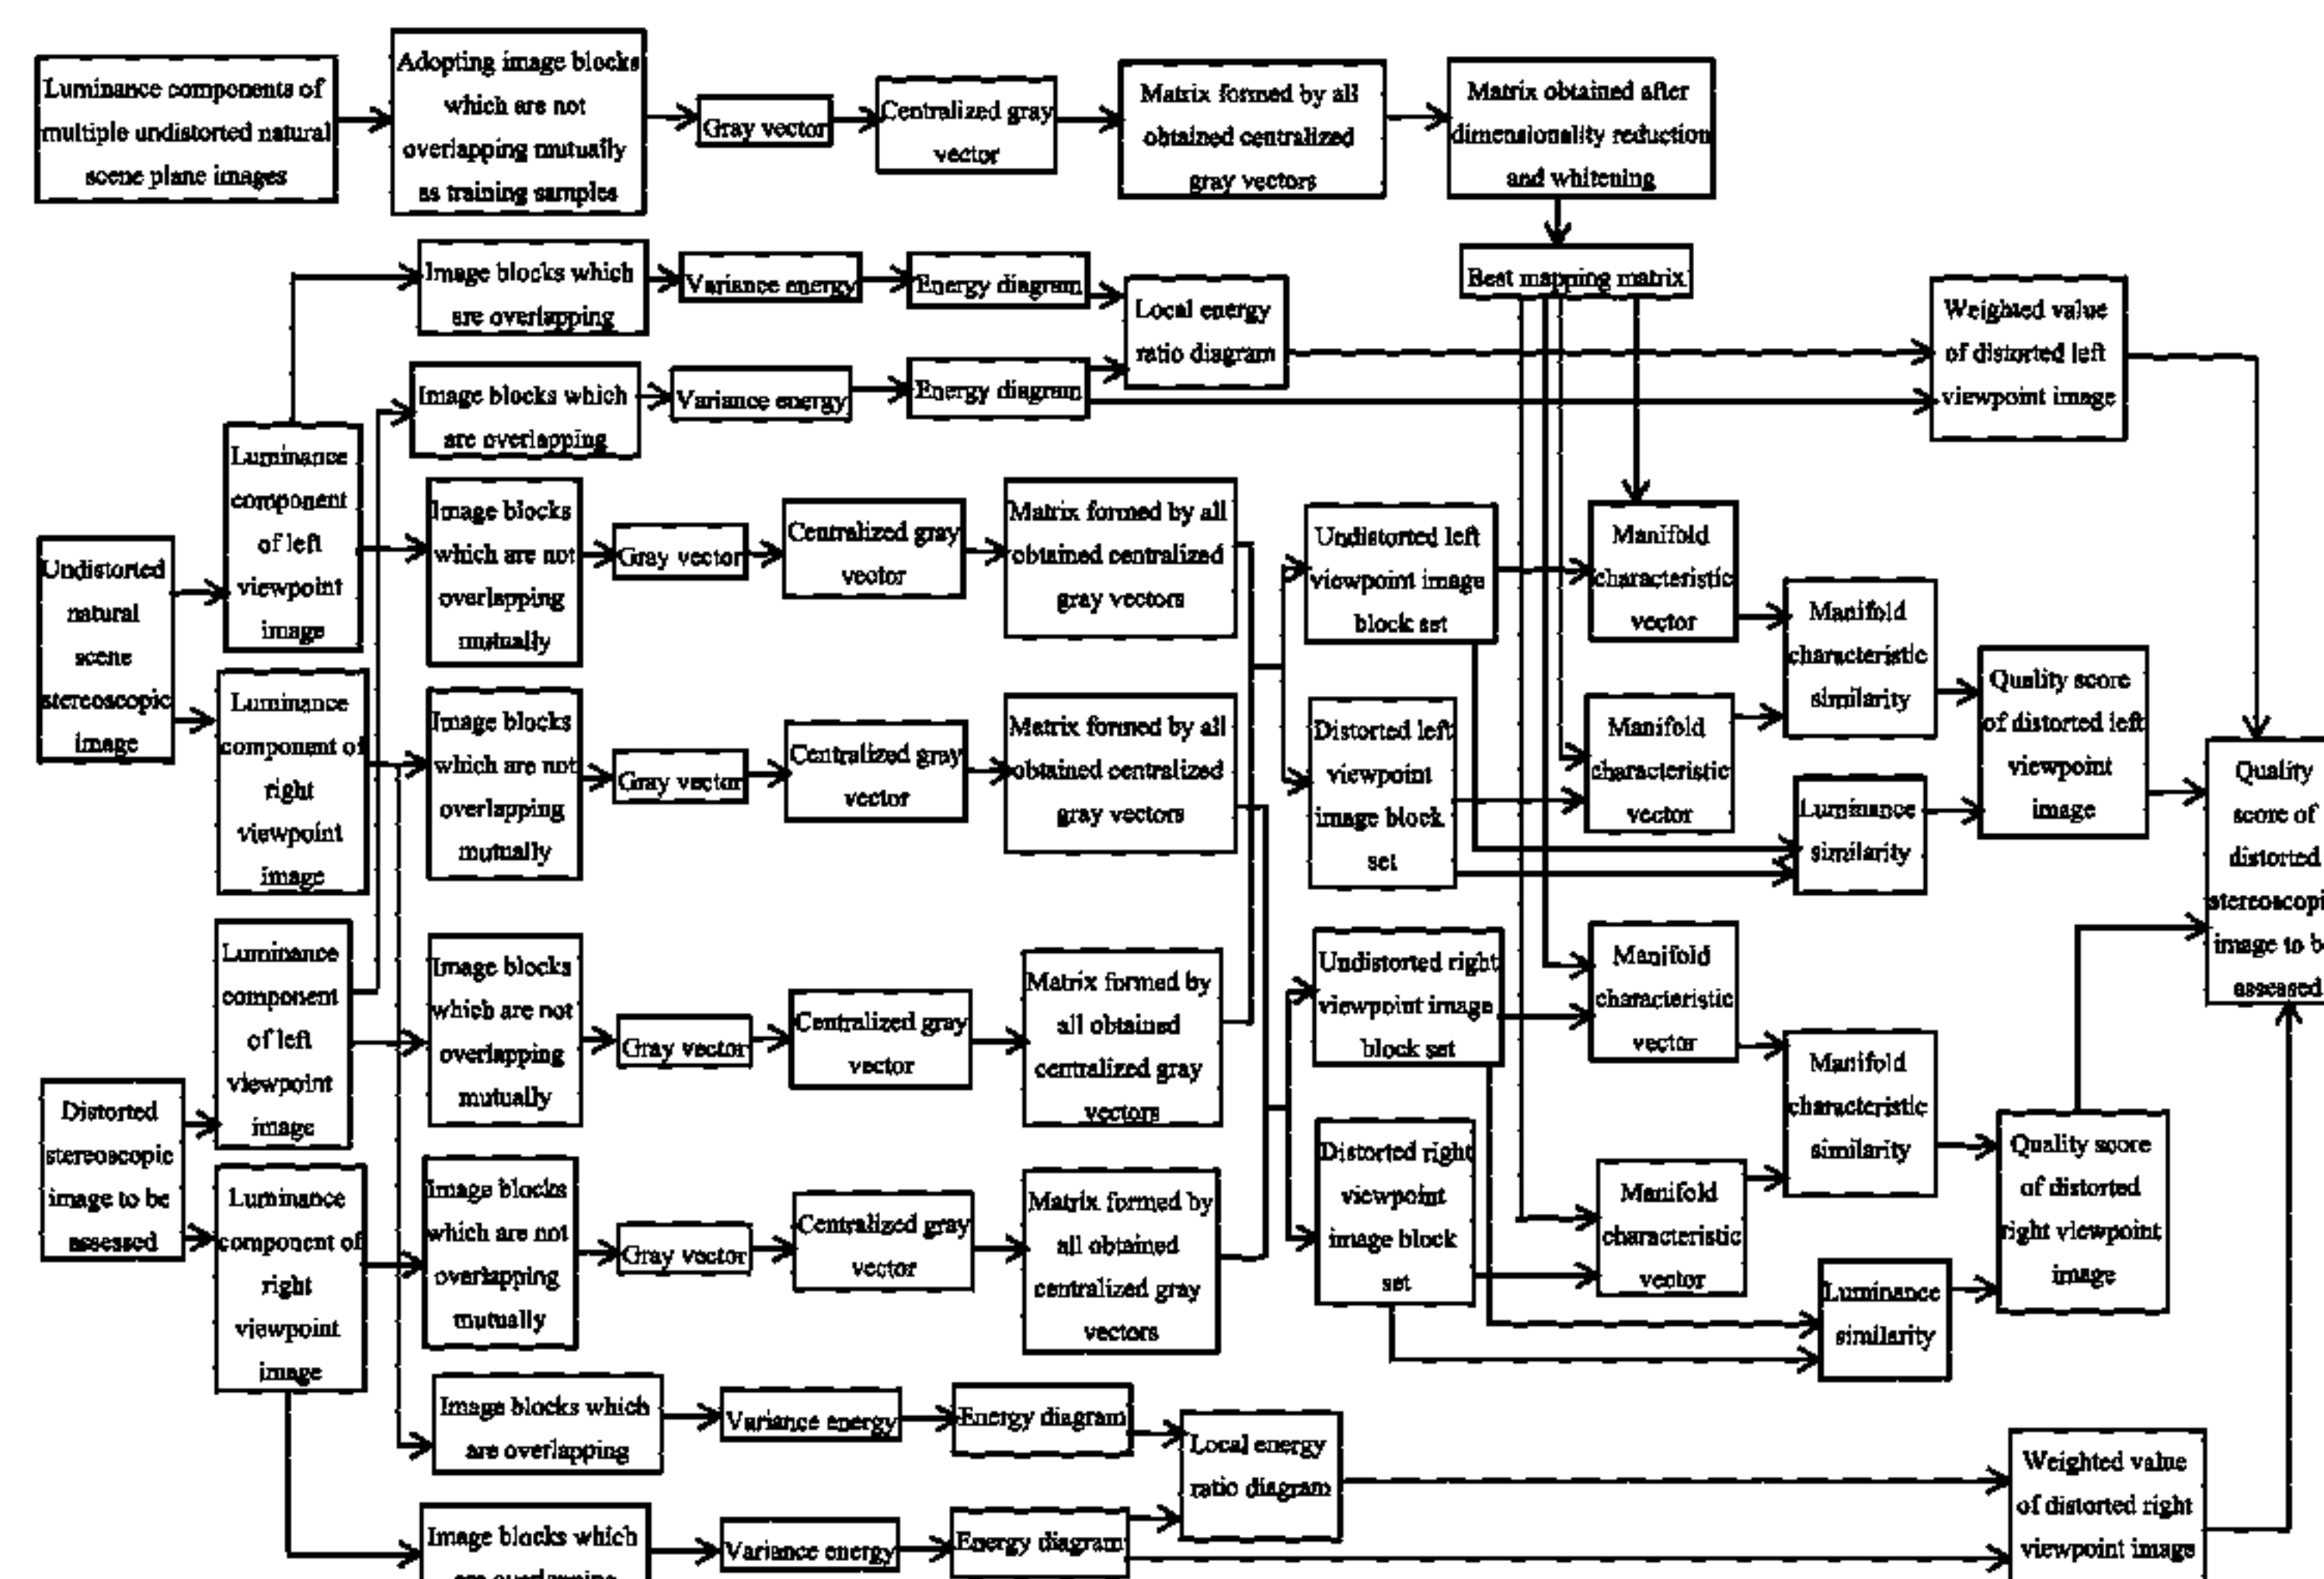 Luminance components of
multiple undistorted natural
scene plane images
Adopting image blocks
which are not
overlapping mutually
as training samples
Gray vector
Centralized gray
vector
Matrix formed by all
obtained centralized
gray vectors
Matrix obtained after
dimensionality reduction
and whitening
Best mapping matrix
Image blocks which
are overlapping
Variance energy
Energy diagram
Local energy
ratio diagram
Weighted value
of distorted left
viewpoint image
Image blocks which
are overlapping
Variance energy
Energy diagram
Undistorted
natural
scene
stereoscopic
image
Luminance
component
of left
viewpoint
image
Image blocks
which are not
overlapping
mutually
Gray vector
Centralized gray
vector
Matrix formed by all
obtained centralized
gray vectors
Undistorted left
viewpoint image
block set
Manifold
characteristic
vector
Manifold
characteristic
similarity
Luminance
component of
right
viewpoint
image
Image blocks
which are not
overlapping
mutually
Gray vector
Centralized gray
vector
Matrix formed by all
obtained centralized
gray vectors
Distorted left
viewpoint
image block
set
Manifold
characteristic
vector
Luminance
similarity
Quality score
of distorted left
viewpoint
image
Quality
score of
distorted
image to
assessed
Distorted
stereoscopic
image to be
assessed
Luminance
component
of left
viewpoint
image
Image blocks
which are not
overlapping
mutually
Gray vector
Centralized gray
vector
Matrix formed by
all obtained
centralized gray
vectors
Undistorted right
viewpoint image
block set
Manifold
characteristic
vector
Manifold
characteristic
similarity
Luminance
component of
right
viewpoint
image
Image blocks
which are not
overlapping
mutually
Gray vector
Centralized gray
vector
Matrix formed by
all obtained
centralized gray
vectors
Distorted right
viewpoint
image block
set
Manifold
characteristic
vector
Luminance
similarity
Quality score
of distorted
right viewpoint
image
Image blocks which
are overlapping
Variance energy
Energy diagram
Local energy
ratio diagram
Weighted value
of distorted right
viewpoint image
Image blocks which
Variance energy
Energy diagram